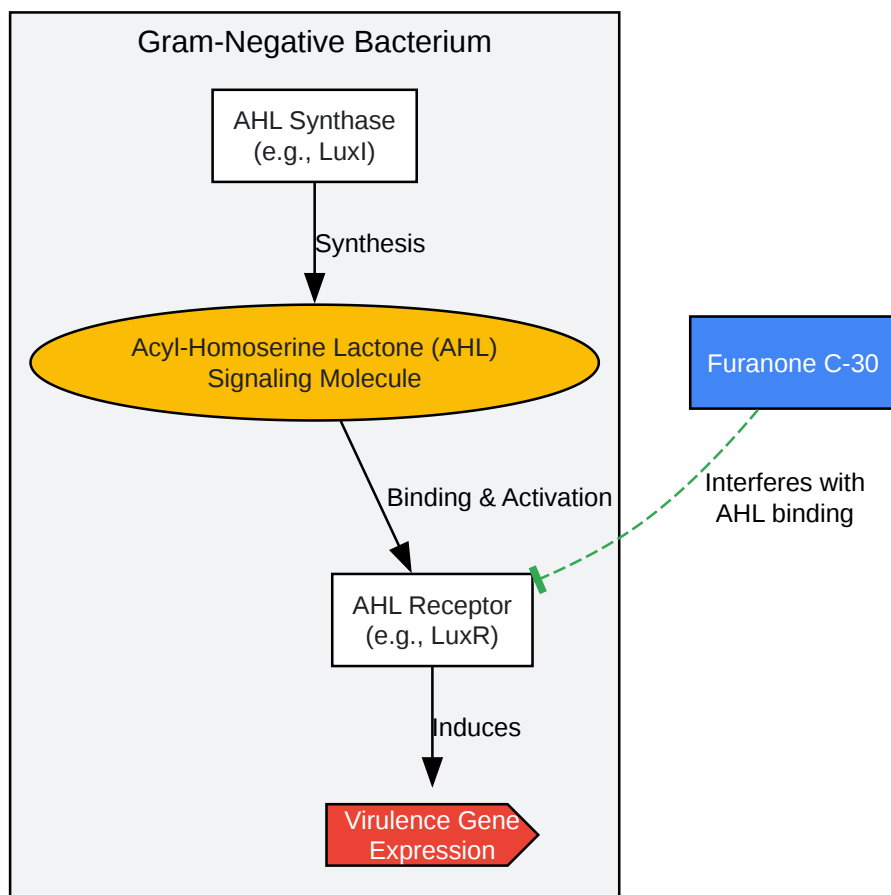 Gram-Negative Bacterium
AHL Synthase
(e.g., LuxI)
Synthesis
Acyl-Homoserine Lactone (AHL)
Signaling Molecule
Furanone C-30
Binding & Activation
Interferes with
AHL binding
AHL Receptor
(e.g., LuxR)
Induces
Virulence Gene
Expression